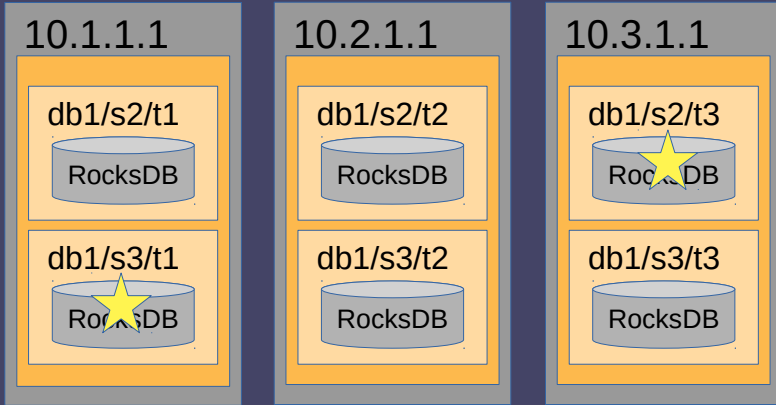 10.1.1.1
db1/s2/t1
RocksDB
db1/s3/t1
RocksDB
10.2.1.1
db1/s2/t2
RocksDB
db1/s3/t2
RocksDB
10.3.1.1
db1/s2/t3
RocksDB
db1/s3/t3
RocksDB